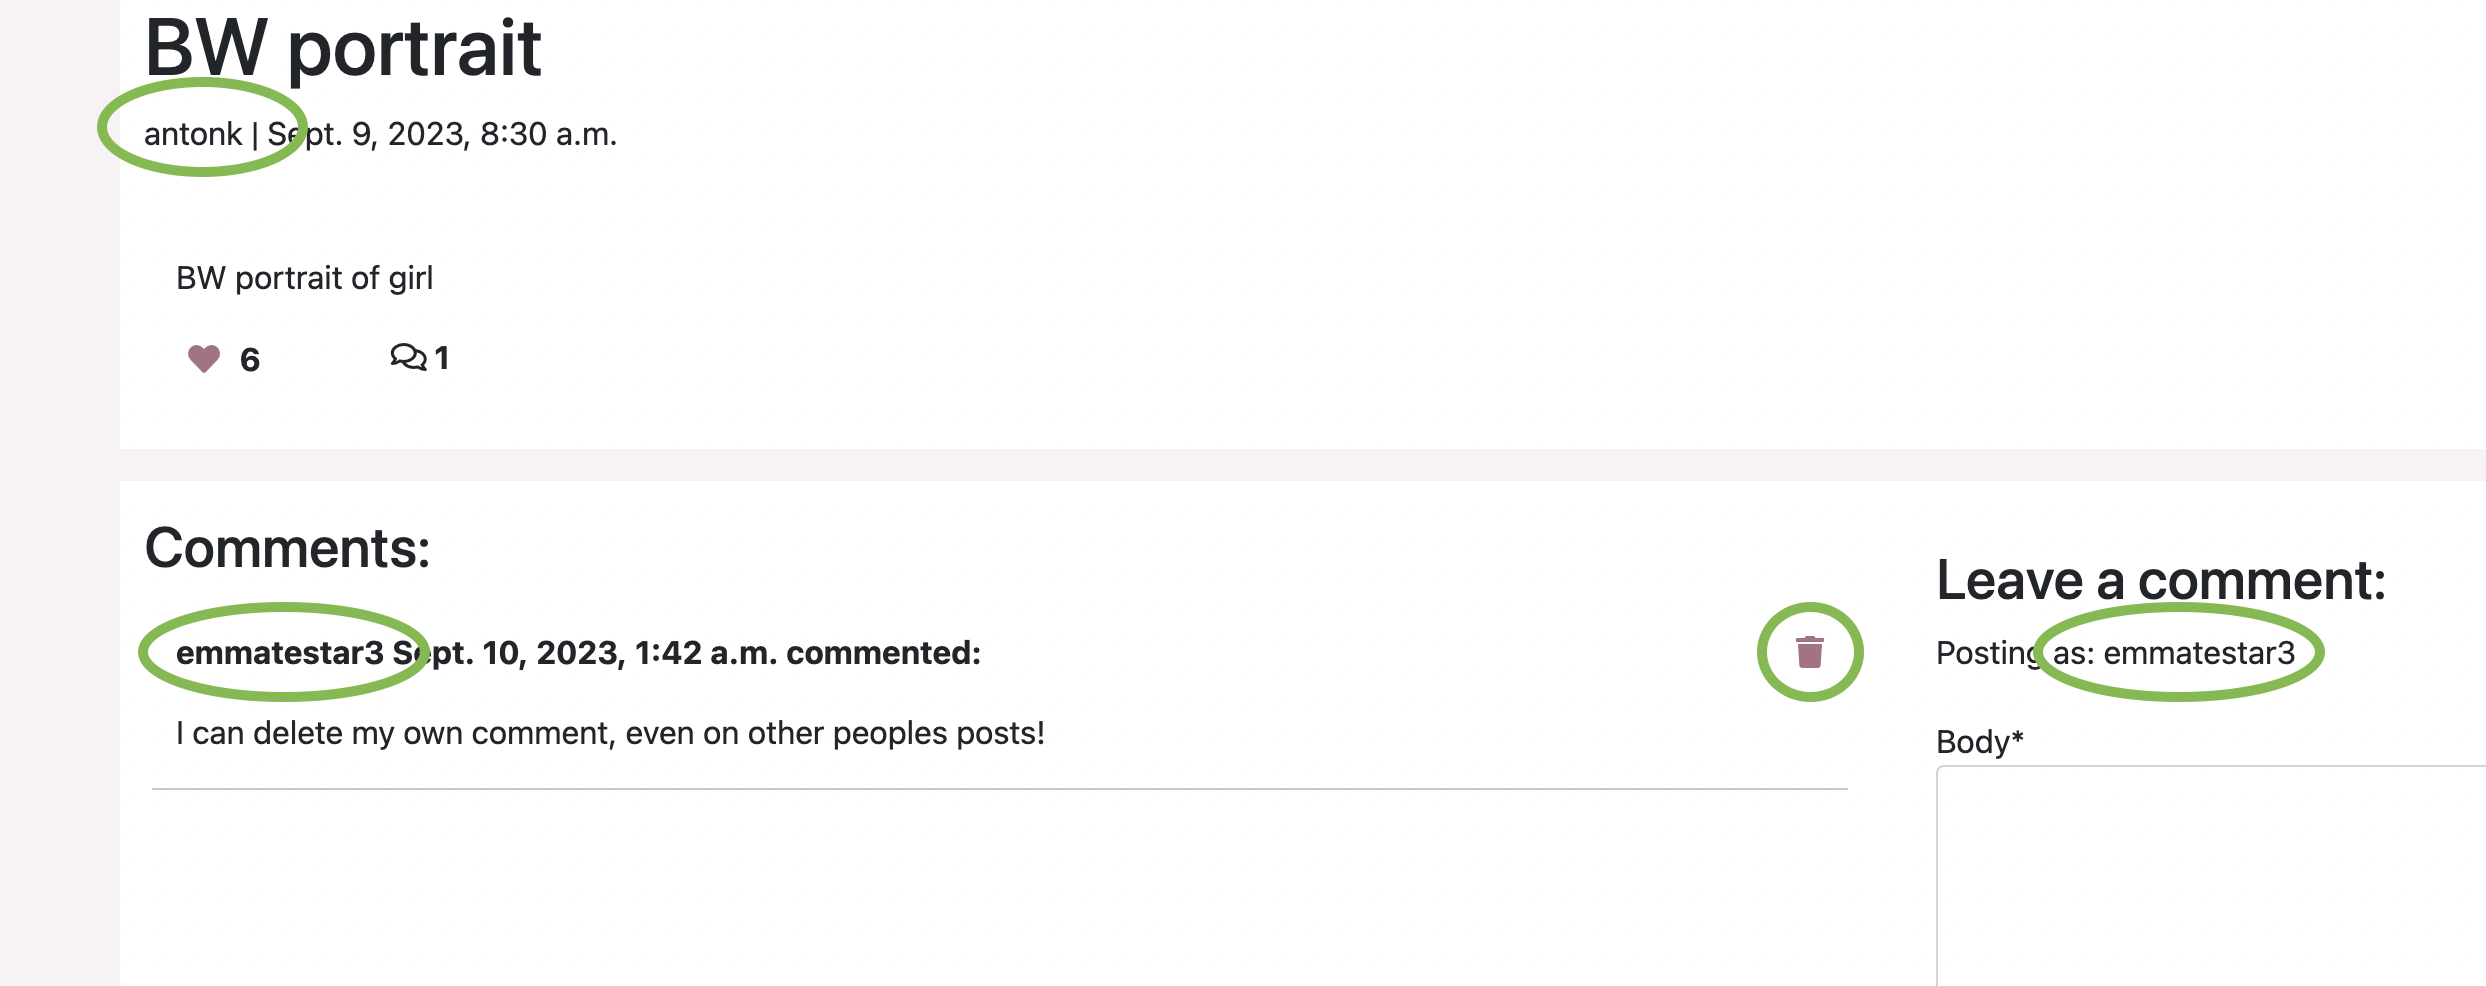 BW portrait
antonk | Sept. 9, 2023, 8:30 a.m.
BW portrait of girl
6 1
Comments:
emmatestar3 Sept. 10, 2023, 1:42 a.m. commented:
I can delete my own comment, even on other peoples posts!
Leave a comment:
Posting as: emmatestar3
Body*